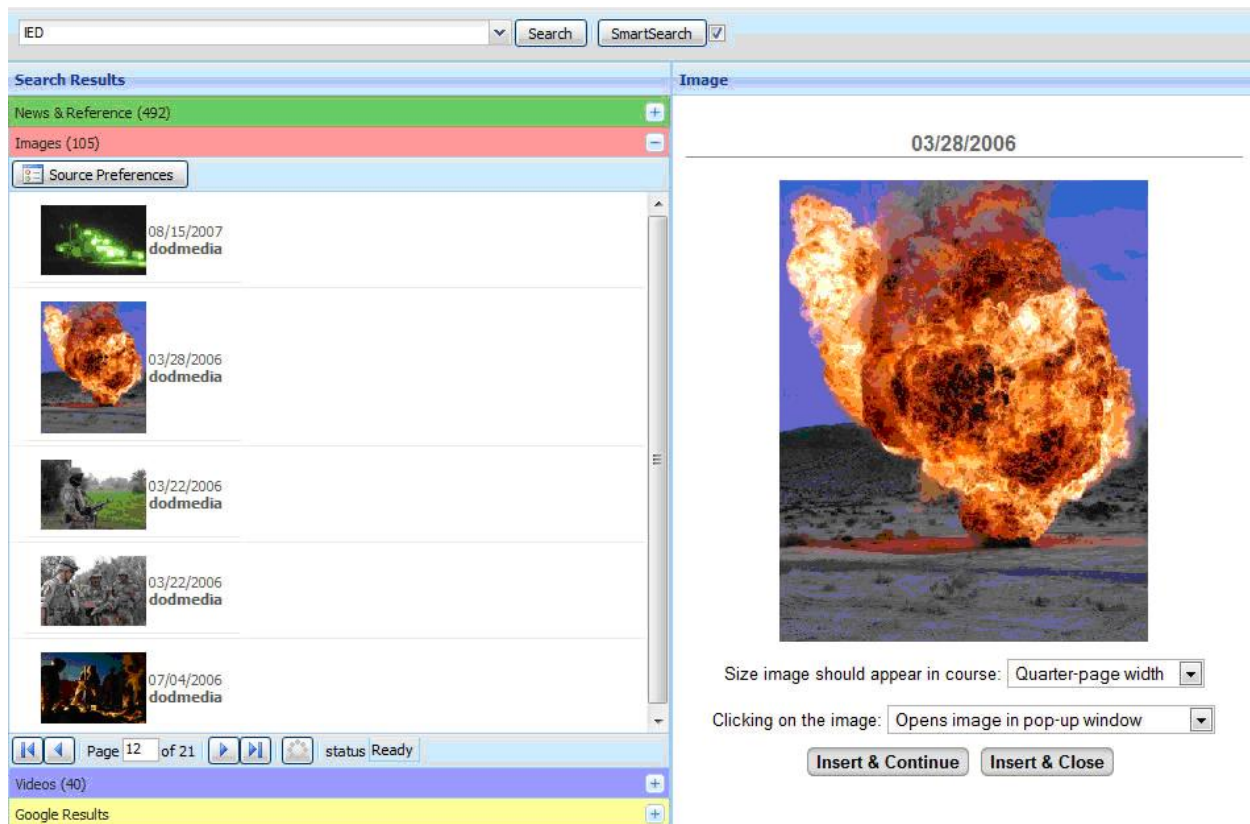 IED
Search
SmartSearch
Search Results
Image
News & Reference (492)
Images (105)
Source Preferences
08/15/2007
dodmedia
03/28/2006
dodmedia
03/22/2006
dodmedia
03/22/2006
dodmedia
07/04/2006
dodmedia
Page 12 of 21 status Ready
Videos (40)
Google Results
03/28/2006
Size image should appear in course: Quarter-page width
Clicking on the image: Opens image in pop-up window
Insert & Continue Insert & Close